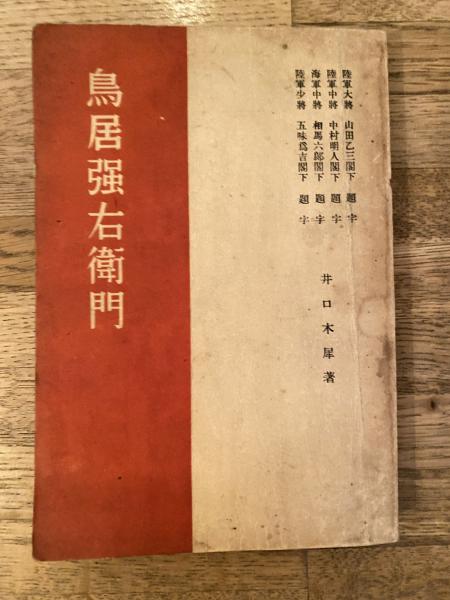 陸軍大將 山田乙三閣下 題字
陸軍中將 中村明人閣下 題字
海軍中將 相馬六郎閣下 題字
陸軍少將 五味爲吉閣下 題字
井口木犀著
鳥居强右衛門